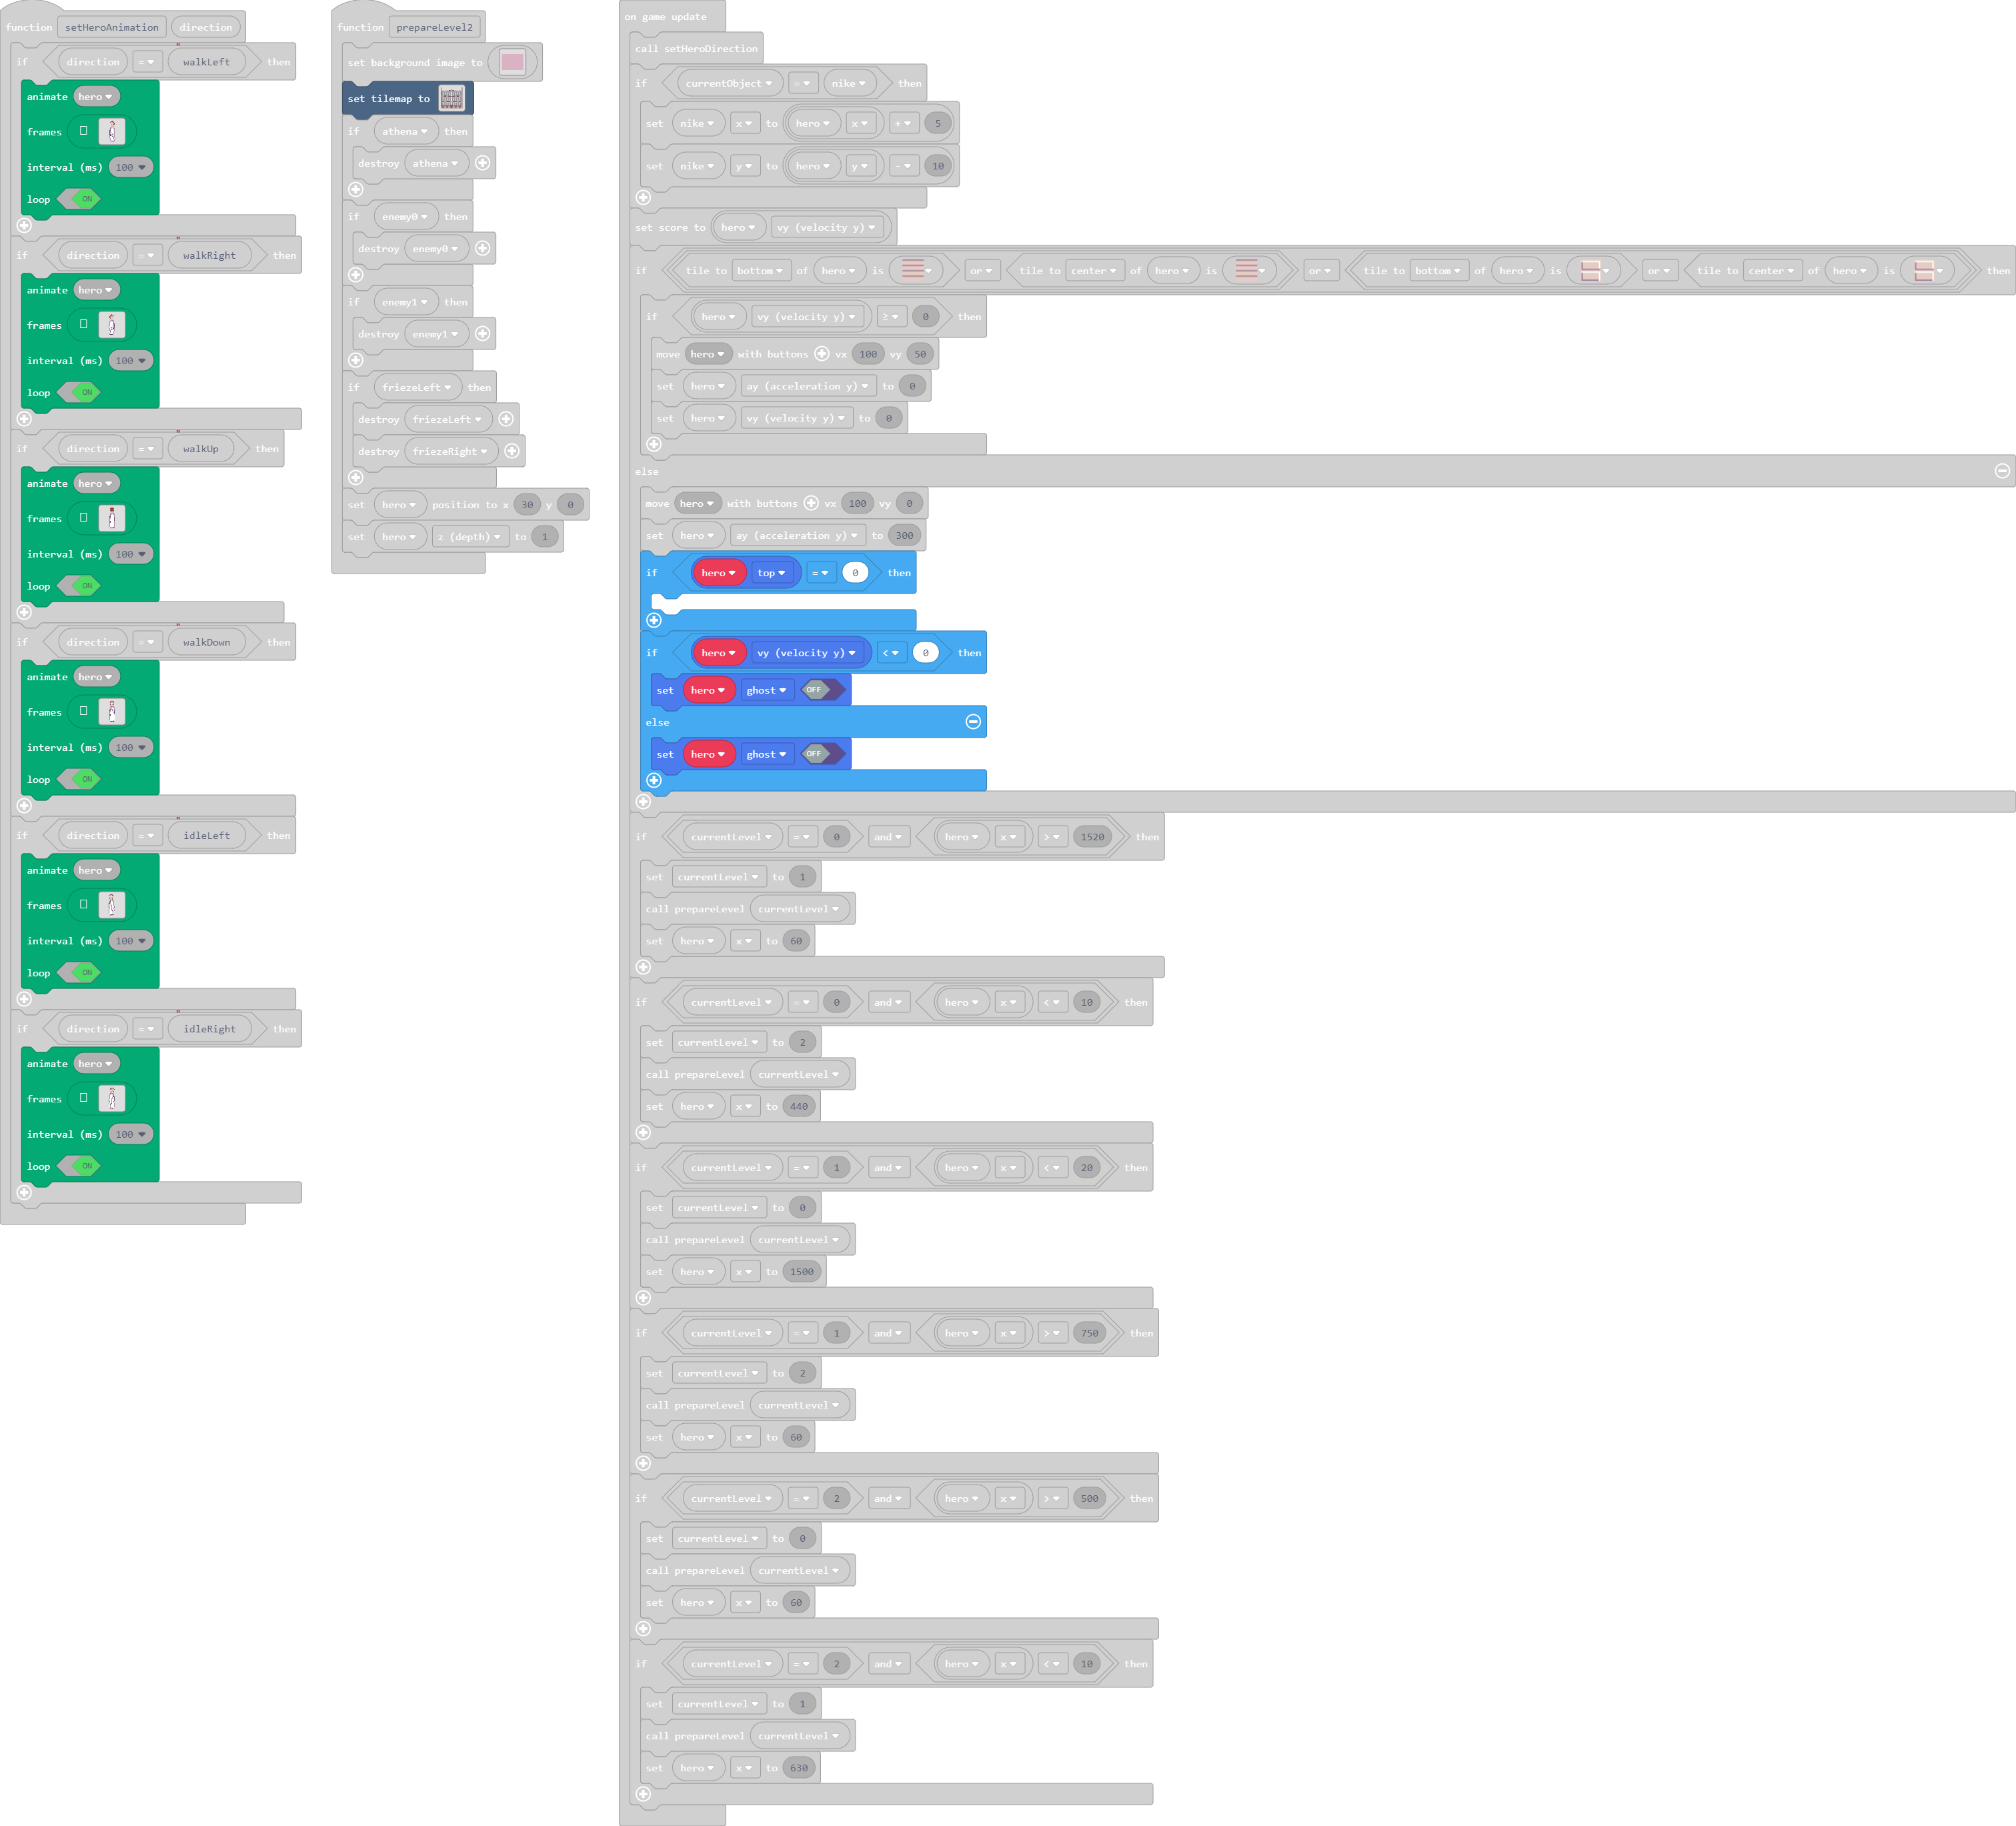 function setHeroAnimation direction
if direction = walkLeft then
animate hero
frames
interval (ms) 100
loop ON
if direction = walkRight then
animate hero
frames
interval (ms) 100
loop ON
if direction = walkUp then
animate hero
frames
interval (ms) 100
loop ON
if direction = walkDown then
animate hero
frames
interval (ms) 100
loop ON
if direction = idleLeft then
animate hero
frames
interval (ms) 100
loop ON
if direction = idleRight then
animate hero
frames
interval (ms) 100
loop ON
function prepareLevel2
set background image to
set tilemap to
if athena then
destroy athena
if enemy0 then
destroy enemy0
if enemy1 then
destroy enemy1
if friezeLeft then
destroy friezeLeft
destroy friezeRight
set hero position to x 30 y 0
set hero z (depth) to 1
on game update
call setHeroDirection
if currentObject = nike then
set nike x to hero x + 5
set nike y to hero y - 10
set score to hero vy (velocity y)
if tile to bottom of hero is or tile to center of hero is or tile to bottom of hero is or tile to center of hero is then
if hero vy (velocity y) ≥ 0 then
move hero with buttons vx 100 vy 50
set hero ay (acceleration y) to 0
set hero vy (velocity y) to 0
else
move hero with buttons vx 100 vy 0
set hero ay (acceleration y) to 300
if hero top = 0 then
if hero vy (velocity y) < 0 then
set hero ghost OFF
else
set hero ghost OFF
if currentLevel = 0 and hero x > 1520 then
set currentLevel to 1
call prepareLevel currentLevel
set hero x to 60
if currentLevel = 0 and hero x < 10 then
set currentLevel to 2
call prepareLevel currentLevel
set hero x to 440
if currentLevel = 1 and hero x < 20 then
set currentLevel to 0
call prepareLevel currentLevel
set hero x to 1500
if currentLevel = 1 and hero x > 750 then
set currentLevel to 2
call prepareLevel currentLevel
set hero x to 60
if currentLevel = 2 and hero x > 500 then
set currentLevel to 0
call prepareLevel currentLevel
set hero x to 60
if currentLevel = 2 and hero x < 10 then
set currentLevel to 1
call prepareLevel currentLevel
set hero x to 630